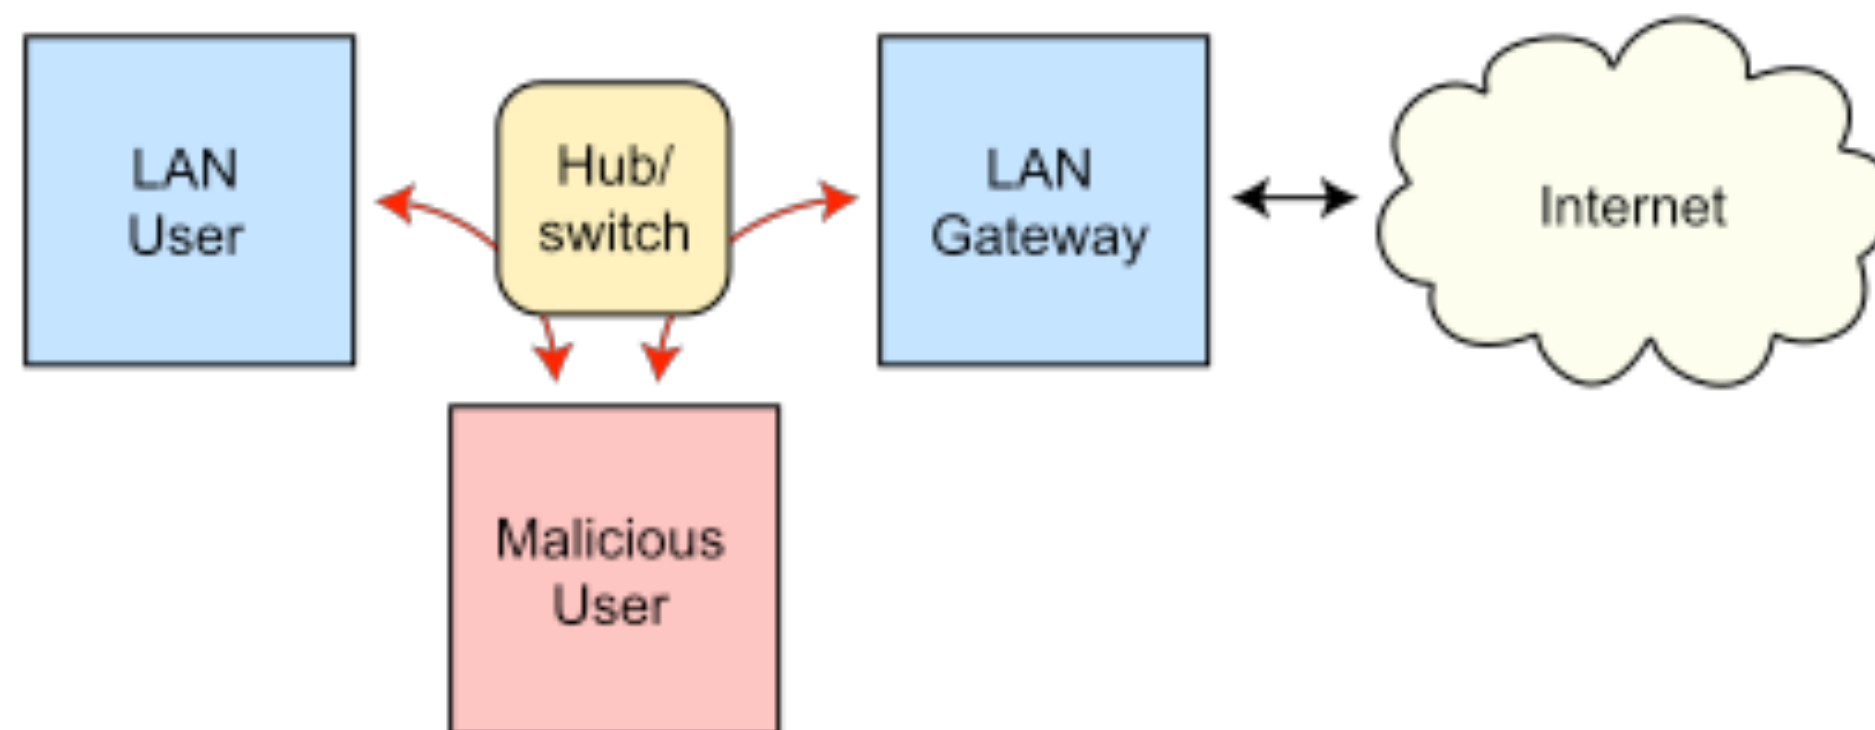 LAN
User
Hub/
switch
LAN
Gateway
Internet
Malicious
User